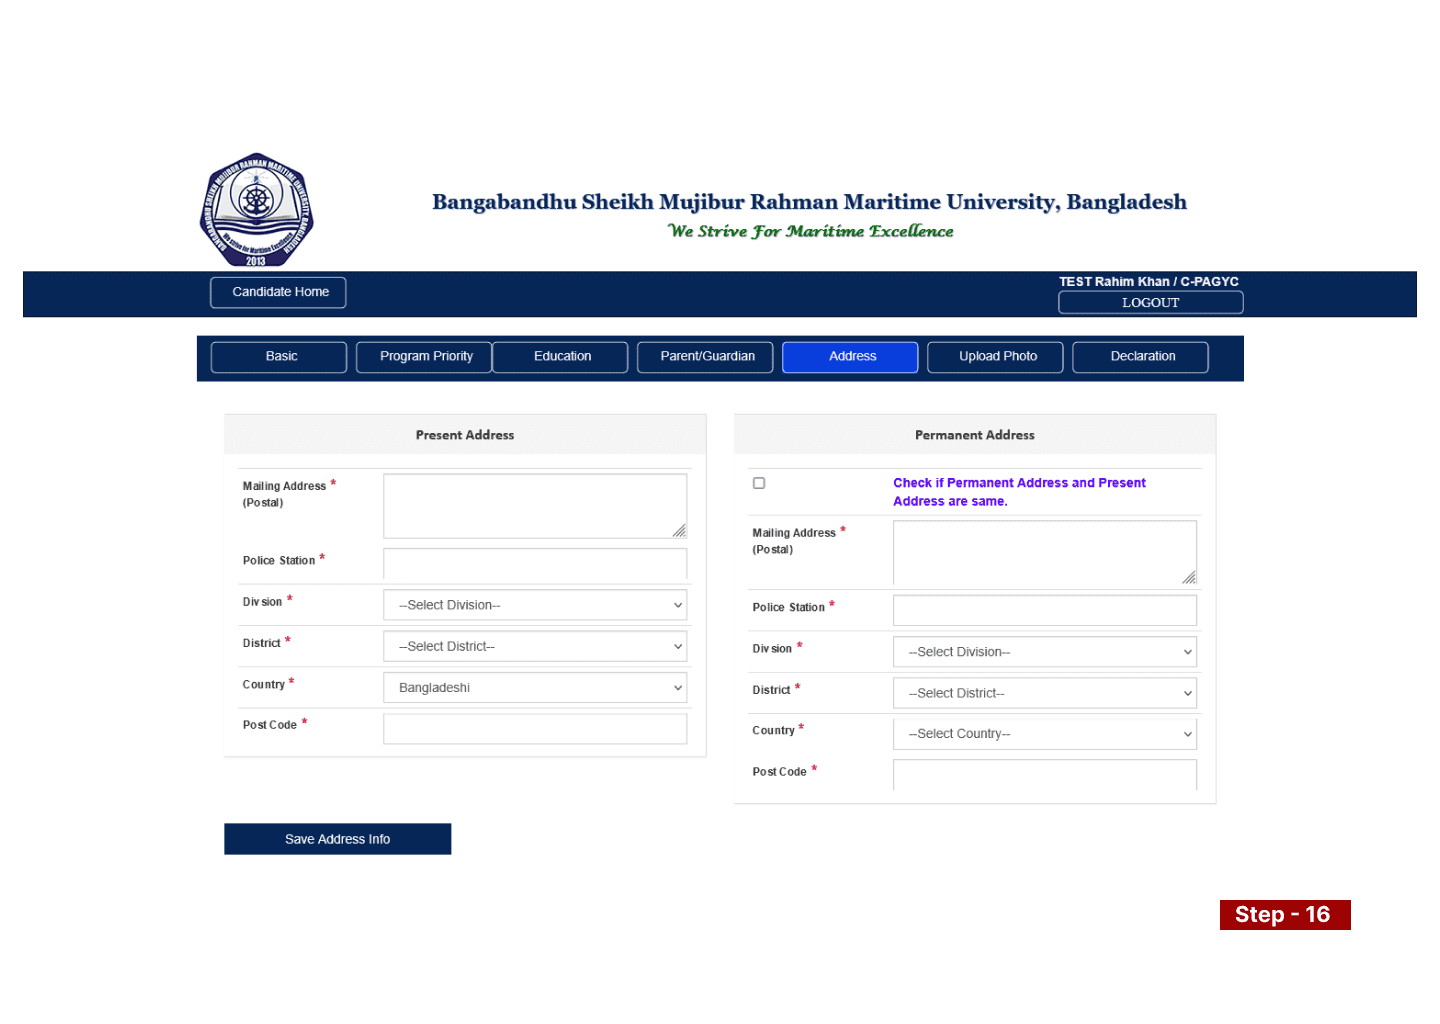 BANGABANDHU SHEIKH MUJIBUR RAHMAN MARITIME UNIVERSITY, BANGLADESH
We Strive for Maritime Excellence
2013
Bangabandhu Sheikh Mujibur Rahman Maritime University, Bangladesh
We Strive For Maritime Excellence
Candidate Home
TEST Rahim Khan / C-PAGYC
LOGOUT
Basic Program Priority Education Parent/Guardian Address Upload Photo Declaration
Present Address
Mailing Address *
(Postal)
Police Station *
Division * --Select Division--
District * --Select District--
Country * Bangladeshi
Post Code *
Permanent Address
Check if Permanent Address and Present
Address are same.
Mailing Address *
(Postal)
Police Station *
Division * --Select Division--
District * --Select District--
Country * --Select Country--
Post Code *
Save Address Info
Step - 16